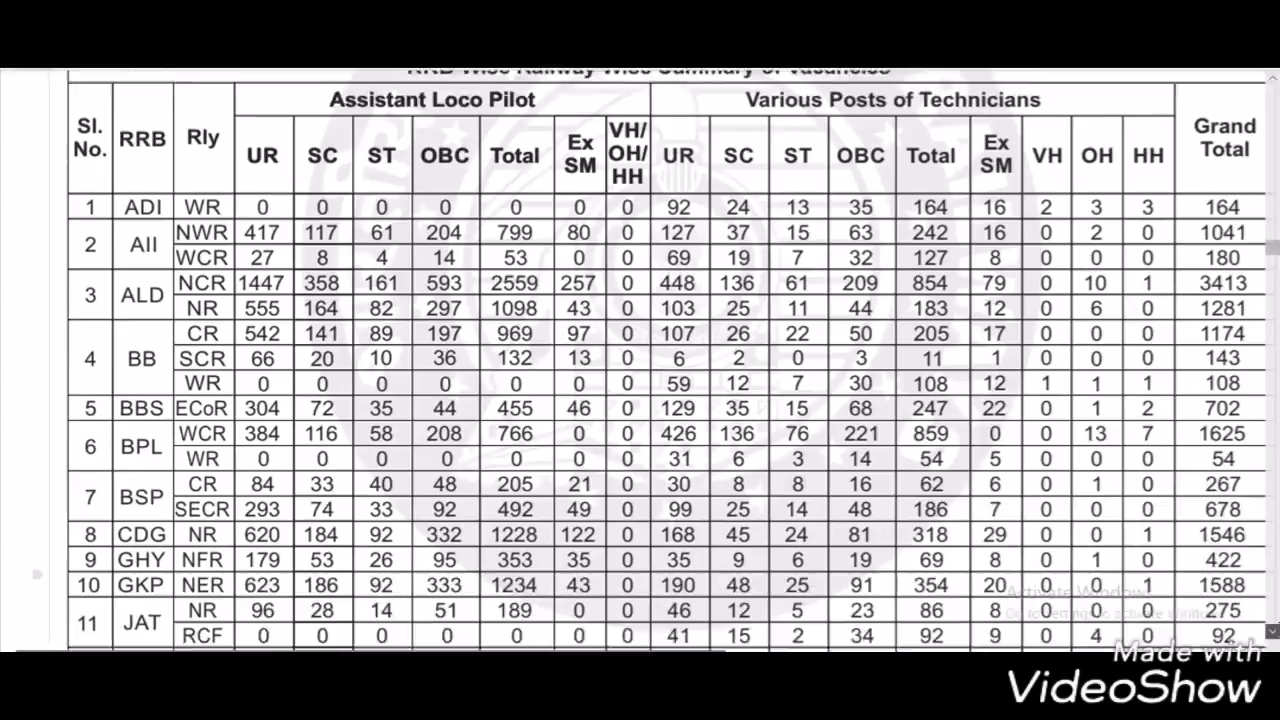 RRB Wise Railway Wise Summary of Vacancies
Assistant Loco Pilot Various Posts of Technicians
Sl. No. RRB Rly UR SC ST OBC Total Ex SM VH/ OH/ HH UR SC ST OBC Total Ex SM VH OH HH Grand Total
1 ADI WR 0 0 0 0 0 0 0 92 24 13 35 164 16 2 3 3 164
2 AII NWR 417 117 61 204 799 80 0 127 37 15 63 242 16 0 2 0 1041
WCR 27 8 4 14 53 0 0 69 19 7 32 127 8 0 0 0 180
3 ALD NCR 1447 358 161 593 2559 257 0 448 136 61 209 854 79 0 10 1 3413
NR 555 164 82 297 1098 43 0 103 25 11 44 183 12 0 6 0 1281
4 BB CR 542 141 89 197 969 97 0 107 26 22 50 205 17 0 0 0 1174
SCR 66 20 10 36 132 13 0 6 2 0 3 11 1 0 0 0 143
WR 0 0 0 0 0 0 0 59 12 7 30 108 12 1 1 1 108
5 BBS ECoR 304 72 35 44 455 46 0 129 35 15 68 247 22 0 1 2 702
6 BPL WCR 384 116 58 208 766 0 0 426 136 76 221 859 0 0 13 7 1625
WR 0 0 0 0 0 0 0 31 6 3 14 54 5 0 0 0 54
7 BSP CR 84 33 40 48 205 21 0 30 8 8 16 62 6 0 1 0 267
SECR 293 74 33 92 492 49 0 99 25 14 48 186 7 0 0 0 678
8 CDG NR 620 184 92 332 1228 122 0 168 45 24 81 318 29 0 0 1 1546
9 GHY NFR 179 53 26 95 353 35 0 35 9 6 19 69 8 0 1 0 422
10 GKP NER 623 186 92 333 1234 43 0 190 48 25 91 354 20 0 0 1 1588
11 JAT NR 96 28 14 51 189 0 0 46 12 5 23 86 8 0 0 0 275
RCF 0 0 0 0 0 0 0 41 15 2 34 92 9 0 4 0 92
Activate Windows
Go to Settings to activate Windows
Made with
VideoShow